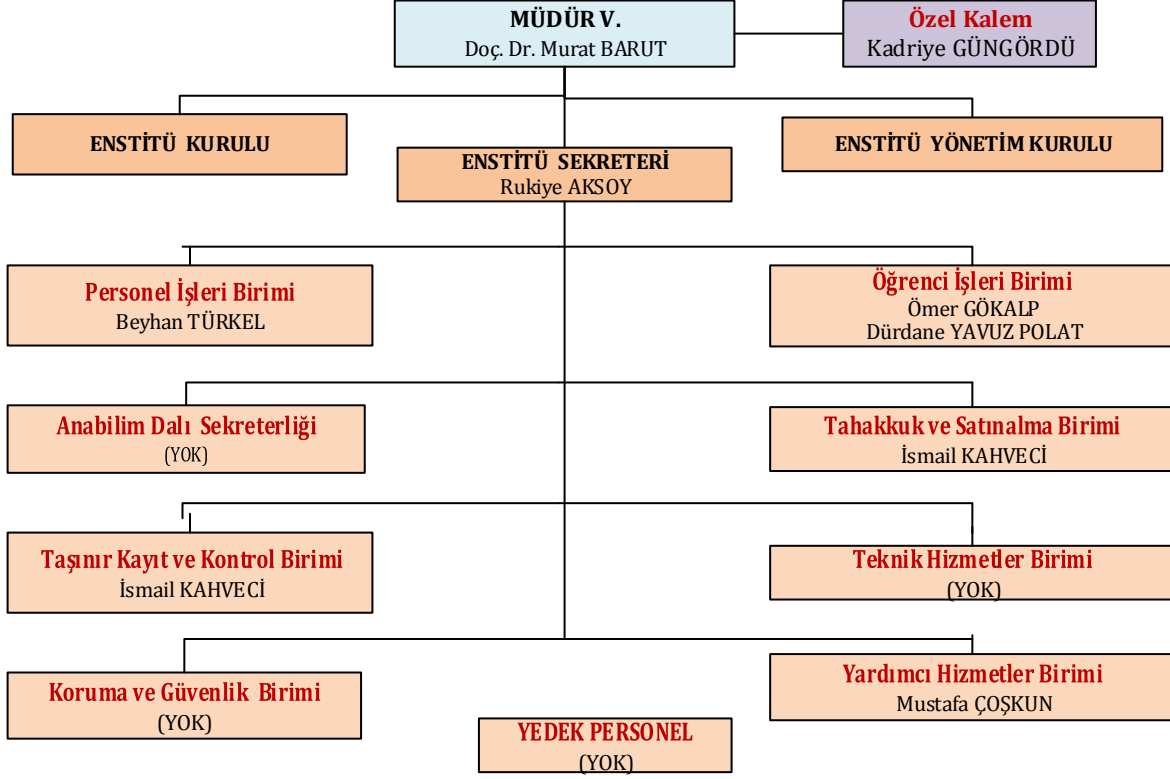 MÜDÜR V.
Doç. Dr. Murat BARUT
Özel Kalem
Kadriye GÜNGÖRDÜ
ENSTİTÜ KURULU
ENSTİTÜ SEKRETERİ
Rukiye AKSOY
ENSTİTÜ YÖNETİM KURULU
Personel İşleri Birimi
Beyhan TÜRKEL
Öğrenci İşleri Birimi
Ömer GÖKALP
Dürdane YAVUZ POLAT
Anabilim Dalı Sekreterliği
(YOK)
Tahakkuk ve Satınalma Birimi
İsmail KAHVECİ
Taşınır Kayıt ve Kontrol Birimi
İsmail KAHVECİ
Teknik Hizmetler Birimi
(YOK)
Koruma ve Güvenlik Birimi
(YOK)
Yardımcı Hizmetler Birimi
Mustafa ÇOŞKUN
YEDEK PERSONEL
(YOK)